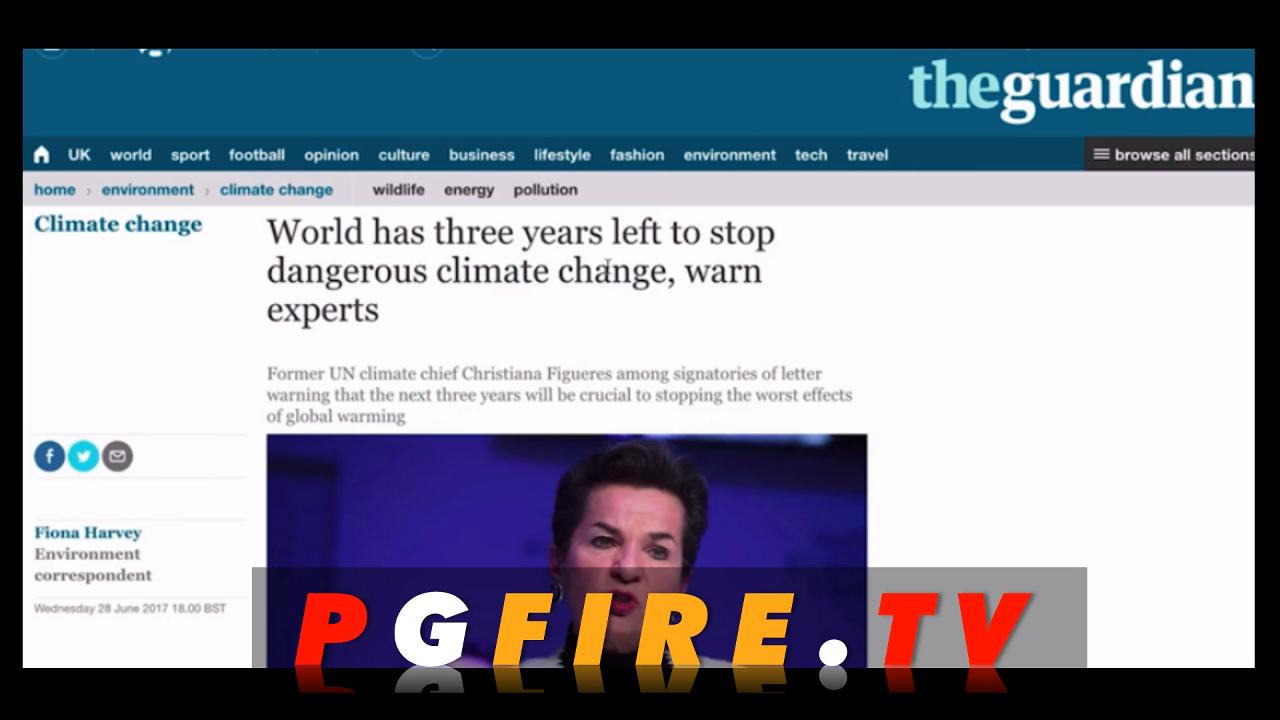 theguardian
UK world sport football opinion culture business lifestyle fashion environment tech travel browse all sections
home › environment › climate change wildlife energy pollution
Climate change
World has three years left to stop
dangerous climate change, warn
experts
Former UN climate chief Christiana Figueres among signatories of letter
warning that the next three years will be crucial to stopping the worst effects
of global warming
Fiona Harvey
Environment
correspondent
Wednesday 28 June 2017 18.00 BST
PGFIRE.TV